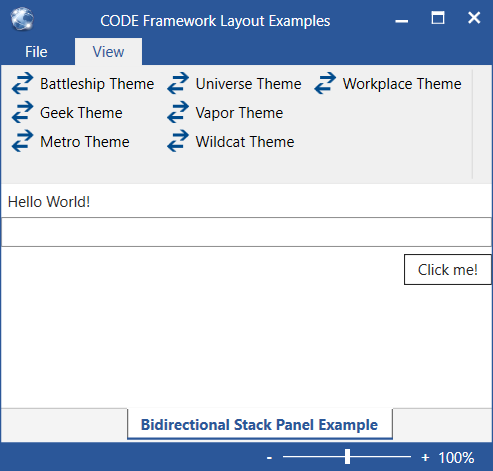 CODE Framework Layout Examples
File View
Battleship Theme Universe Theme Workplace Theme
Geek Theme Vapor Theme
Metro Theme Wildcat Theme
Hello World!
Click me!
Bidirectional Stack Panel Example
- + 100%